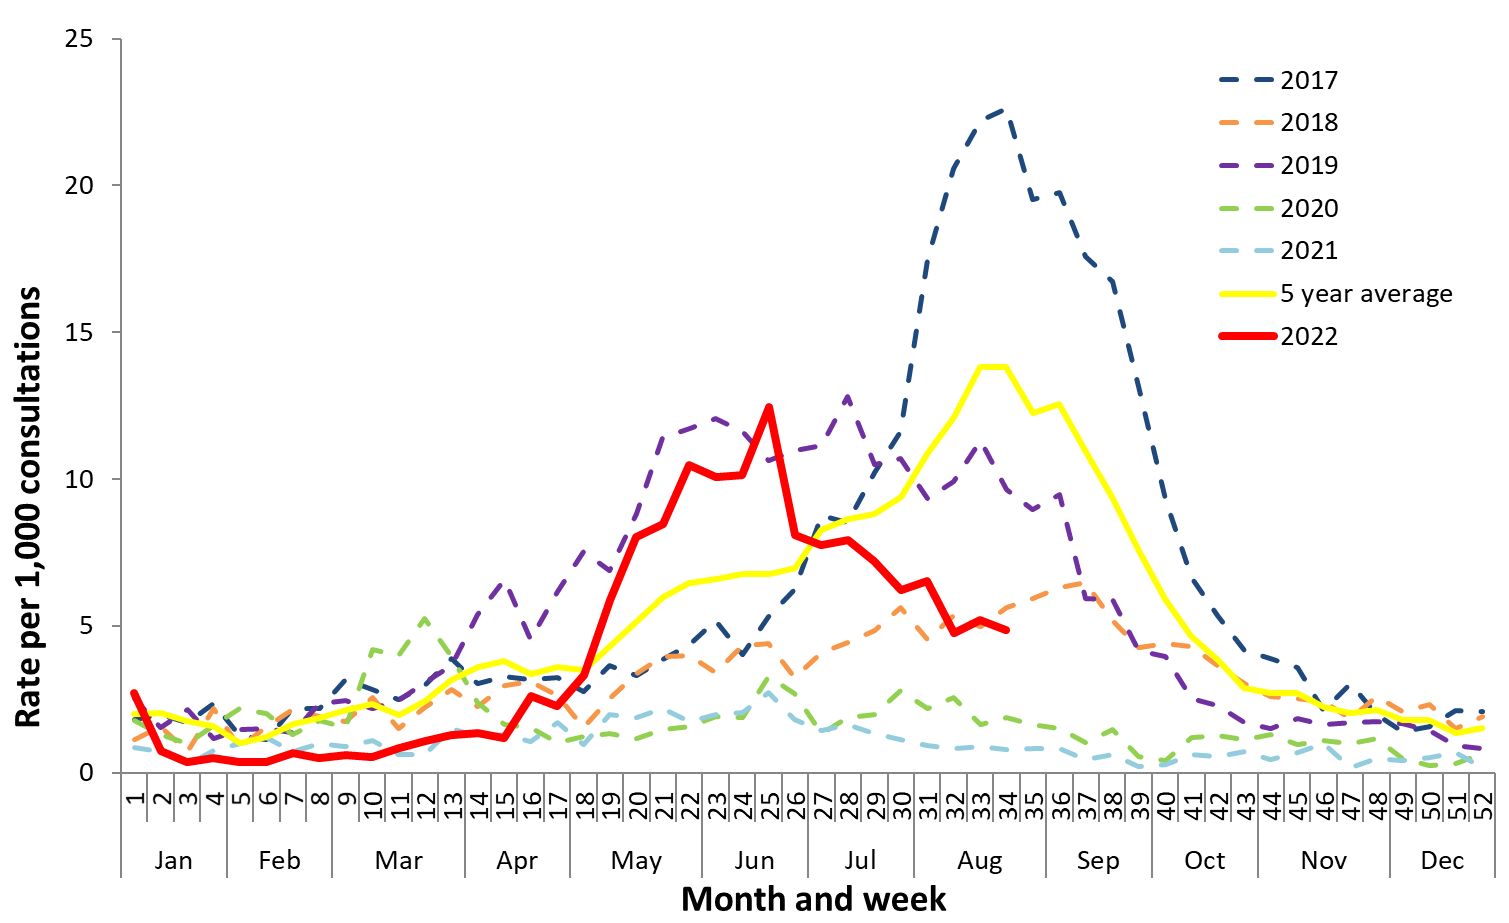 25
20
15
10
5
0
Rate per 1,000 consultations
2017
2018
2019
2020
2021
5 year average
2022
1 2 3 4 5 6 7 8 9 10 11 12 13 14 15 16 17 18 19 20 21 22 23 24 25 26 27 28 29 30 31 32 33 34 35 36 37 38 39 40 41 42 43 44 45 46 47 48 49 50 51 52
Jan Feb Mar Apr May Jun Jul Aug Sep Oct Nov Dec
Month and week